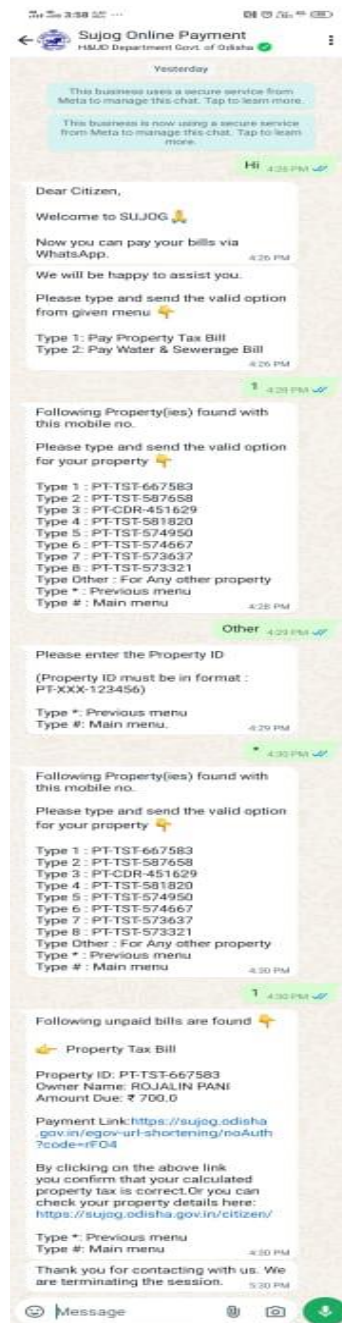 3:58
Sujog Online Payment
H&UD Department Govt. of Odisha
Yesterday
This business uses a secure service from
Meta to manage this chat. Tap to learn more.
This business is now using a secure service
from Meta to manage this chat. Tap to learn
more.
Hi 4:26 PM
Dear Citizen,
Welcome to SUJOG 🙏
Now you can pay your bills via
WhatsApp. 4:26 PM
We will be happy to assist you.
Please type and send the valid option
from given menu 👇
Type 1: Pay Property Tax Bill
Type 2: Pay Water & Sewerage Bill
4:26 PM
1 4:28 PM
Following Property(ies) found with
this mobile no.
Please type and send the valid option
for your property 👇
Type 1 : PT-TST-667583
Type 2 : PT-TST-587658
Type 3 : PT-CDR-451629
Type 4 : PT-TST-581820
Type 5 : PT-TST-574950
Type 6 : PT-TST-574667
Type 7 : PT-TST-573637
Type 8 : PT-TST-573321
Type Other : For Any other property
Type * : Previous menu
Type # : Main menu 4:28 PM
Other 4:29 PM
Please enter the Property ID
(Property ID must be in format :
PT-XXX-123456)
Type *: Previous menu
Type #: Main menu. 4:29 PM
* 4:30 PM
Following Property(ies) found with
this mobile no.
Please type and send the valid option
for your property 👇
Type 1 : PT-TST-667583
Type 2 : PT-TST-587658
Type 3 : PT-CDR-451629
Type 4 : PT-TST-581820
Type 5 : PT-TST-574950
Type 6 : PT-TST-574667
Type 7 : PT-TST-573637
Type 8 : PT-TST-573321
Type Other : For Any other property
Type * : Previous menu
Type # : Main menu 4:30 PM
1 4:30 PM
Following unpaid bills are found 👇
👉 Property Tax Bill
Property ID: PT-TST-667583
Owner Name: ROJALIN PANI
Amount Due: ₹ 700.0
Payment Link:https://sujog.odisha
.gov.in/egov-url-shortening/noAuth
?code=rFO4
By clicking on the above link
you confirm that your calculated
property tax is correct.Or you can
check your property details here:
https://sujog.odisha.gov.in/citizen/
Type *: Previous menu
Type #: Main menu 4:30 PM
Thank you for contacting with us. We
are terminating the session. 5:30 PM
Message